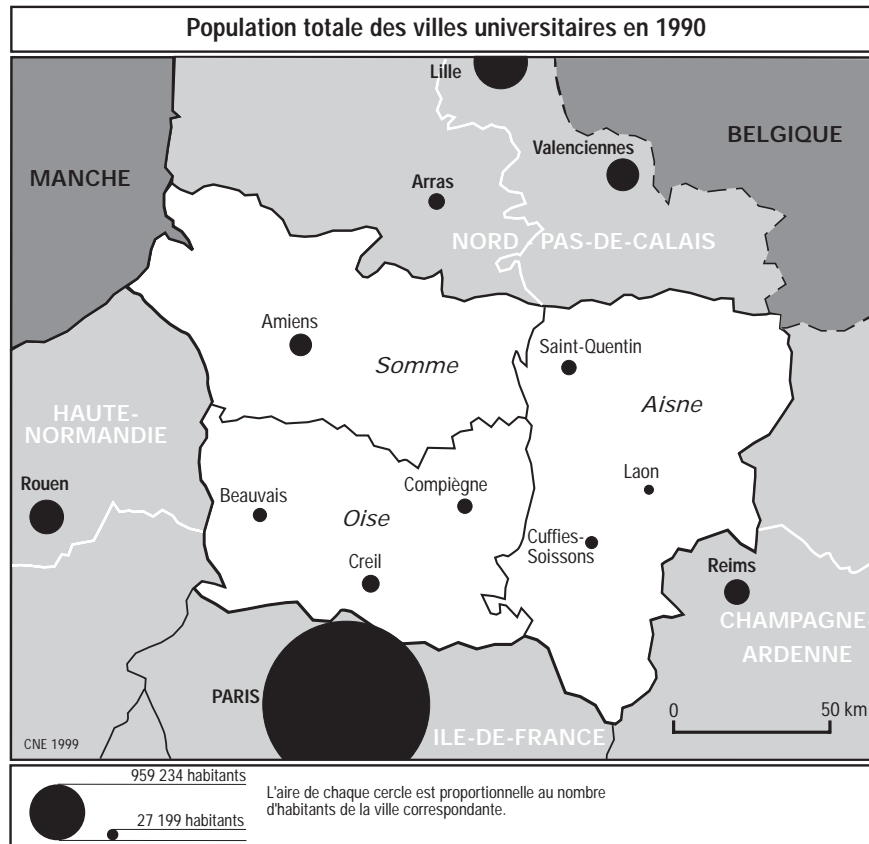 Population totale des villes universitaires en 1990
Lille
BELGIQUE
Valenciennes
MANCHE
Arras
NORD - PAS-DE-CALAIS
Amiens
Saint-Quentin
Somme
Aisne
HAUTE-
NORMANDIE
Rouen
Laon
Compiègne
Beauvais
Oise
Cuffies-
Soissons
Creil
Reims
CHAMPAGNE
ARDENNE
PARIS
0 50 km
ILE-DE-FRANCE
CNE 1999
959 234 habitants
27 199 habitants
L'aire de chaque cercle est proportionnelle au nombre
d'habitants de la ville correspondante.